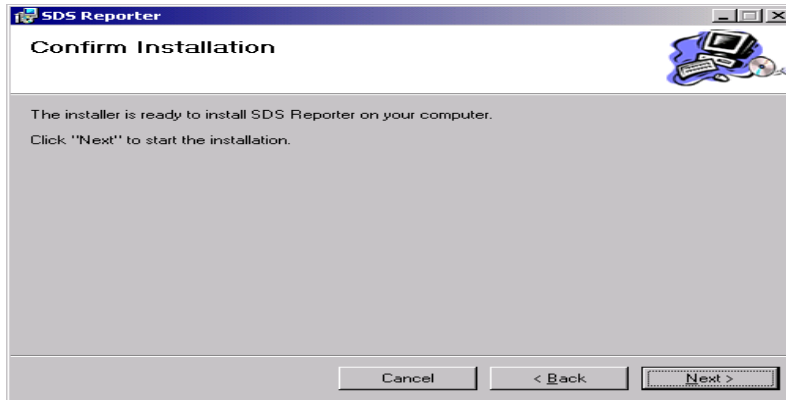 SDS Reporter
Confirm Installation
The installer is ready to install SDS Reporter on your computer.
Click "Next" to start the installation.
Cancel < Back Next >